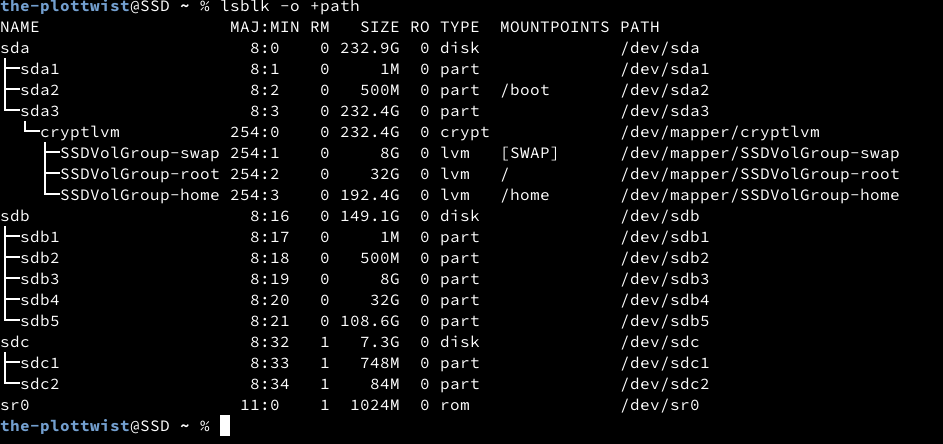 the-plottwist@SSD ~ % lsblk -o +path
NAME                   MAJ:MIN RM   SIZE RO TYPE  MOUNTPOINTS PATH
sda                      8:0    0 232.9G  0 disk              /dev/sda
├─sda1                   8:1    0     1M  0 part              /dev/sda1
├─sda2                   8:2    0   500M  0 part  /boot       /dev/sda2
└─sda3                   8:3    0 232.4G  0 part              /dev/sda3
  └─cryptlvm           254:0    0 232.4G  0 crypt             /dev/mapper/cryptlvm
    ├─SSDVolGroup-swap 254:1    0     8G  0 lvm   [SWAP]      /dev/mapper/SSDVolGroup-swap
    ├─SSDVolGroup-root 254:2    0    32G  0 lvm   /           /dev/mapper/SSDVolGroup-root
    └─SSDVolGroup-home 254:3    0 192.4G  0 lvm   /home       /dev/mapper/SSDVolGroup-home
sdb                      8:16   0 149.1G  0 disk              /dev/sdb
├─sdb1                   8:17   0     1M  0 part              /dev/sdb1
├─sdb2                   8:18   0   500M  0 part              /dev/sdb2
├─sdb3                   8:19   0     8G  0 part              /dev/sdb3
├─sdb4                   8:20   0    32G  0 part              /dev/sdb4
└─sdb5                   8:21   0 108.6G  0 part              /dev/sdb5
sdc                      8:32   1   7.3G  0 disk              /dev/sdc
├─sdc1                   8:33   1   748M  0 part              /dev/sdc1
└─sdc2                   8:34   1    84M  0 part              /dev/sdc2
sr0                     11:0    1  1024M  0 rom               /dev/sr0
the-plottwist@SSD ~ %